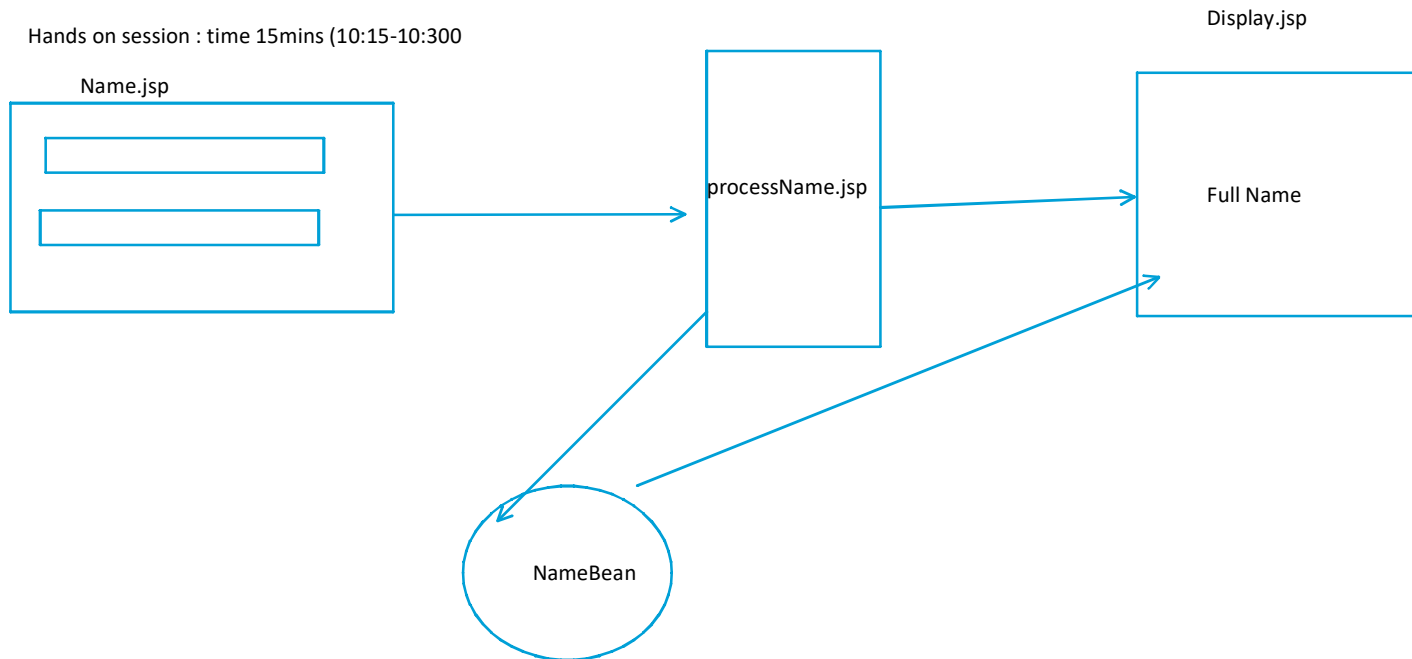 Hands on session : time 15mins (10:15-10:300
Display.jsp
Name.jsp
processName.jsp
Full Name
NameBean